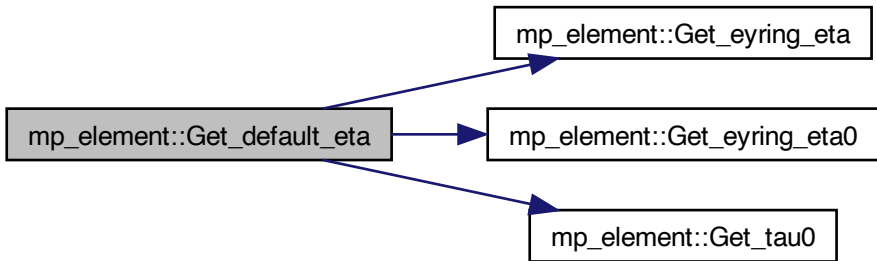 mp_element::Get_eyring_eta
mp_element::Get_default_eta
mp_element::Get_eyring_eta0
mp_element::Get_tau0